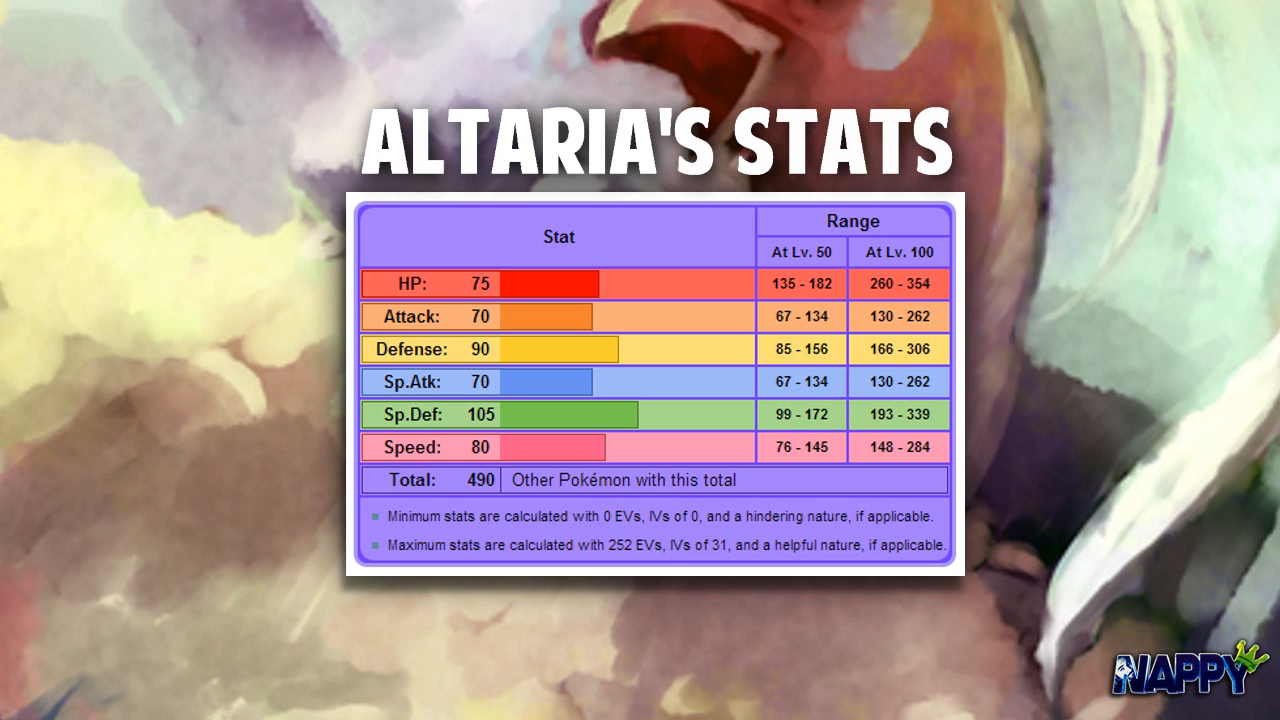 ALTARIA'S STATS
Stat Range
At Lv. 50 At Lv. 100
HP: 75 135 - 182 260 - 354
Attack: 70 67 - 134 130 - 262
Defense: 90 85 - 156 166 - 306
Sp.Atk: 70 67 - 134 130 - 262
Sp.Def: 105 99 - 172 193 - 339
Speed: 80 76 - 145 148 - 284
Total: 490 Other Pokémon with this total
Minimum stats are calculated with 0 EVs, IVs of 0, and a hindering nature, if applicable.
Maximum stats are calculated with 252 EVs, IVs of 31, and a helpful nature, if applicable.
NAPPY